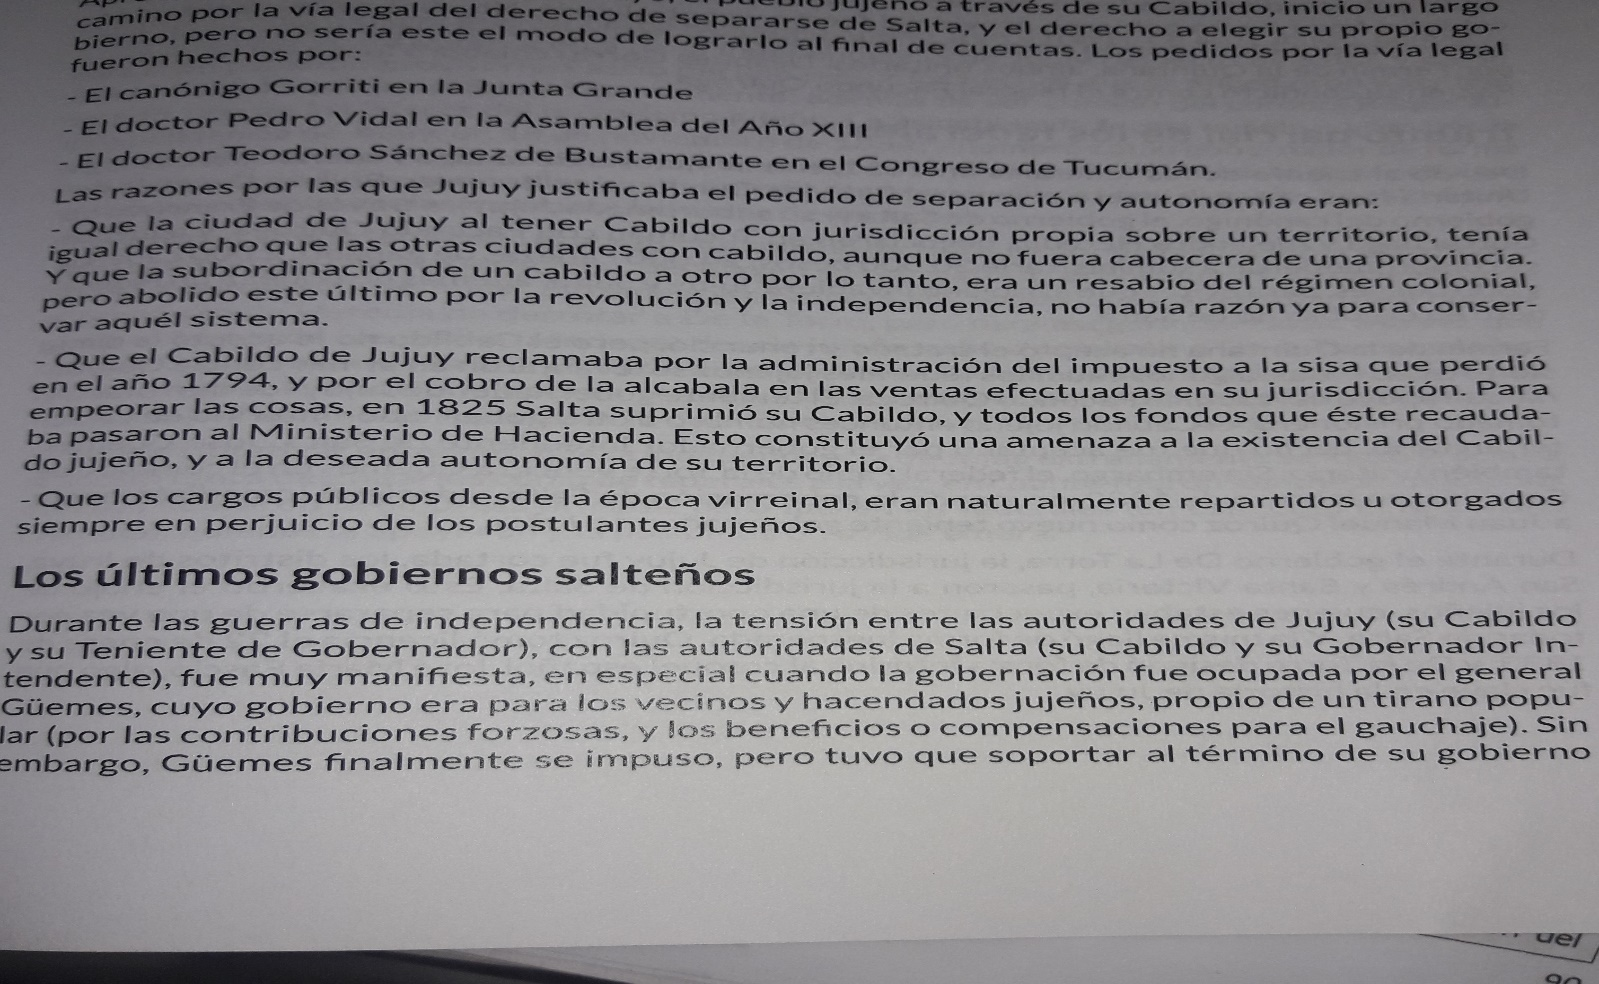 jujeño a través de su Cabildo, inicio un largo
camino por la vía legal del derecho de separarse de Salta, y el derecho a elegir su propio go-
bierno, pero no sería este el modo de lograrlo al final de cuentas. Los pedidos por la vía legal
fueron hechos por:
- El canónigo Gorriti en la Junta Grande
- El doctor Pedro Vidal en la Asamblea del Año XIII
- El doctor Teodoro Sánchez de Bustamante en el Congreso de Tucumán.
Las razones por las que Jujuy justificaba el pedido de separación y autonomía eran:
- Que la ciudad de Jujuy al tener Cabildo con jurisdicción propia sobre un territorio, tenía
igual derecho que las otras ciudades con cabildo, aunque no fuera cabecera de una provincia.
Y que la subordinación de un cabildo a otro por lo tanto, era un resabio del régimen colonial,
pero abolido este último por la revolución y la independencia, no había razón ya para conser-
var aquél sistema.
- Que el Cabildo de Jujuy reclamaba por la administración del impuesto a la sisa que perdió
en el año 1794, y por el cobro de la alcabala en las ventas efectuadas en su jurisdicción. Para
empeorar las cosas, en 1825 Salta suprimió su Cabildo, y todos los fondos que éste recauda-
ba pasaron al Ministerio de Hacienda. Esto constituyó una amenaza a la existencia del Cabil-
do jujeño, y a la deseada autonomía de su territorio.
- Que los cargos públicos desde la época virreinal, eran naturalmente repartidos u otorgados
siempre en perjuicio de los postulantes jujeños.
Los últimos gobiernos salteños
Durante las guerras de independencia, la tensión entre las autoridades de Jujuy (su Cabildo
y su Teniente de Gobernador), con las autoridades de Salta (su Cabildo y su Gobernador In-
tendente), fue muy manifiesta, en especial cuando la gobernación fue ocupada por el general
Güemes, cuyo gobierno era para los vecinos y hacendados jujeños, propio de un tirano popu-
lar (por las contribuciones forzosas, y los beneficios o compensaciones para el gauchaje). Sin
embargo, Güemes finalmente se impuso, pero tuvo que soportar al término de su gobierno
del